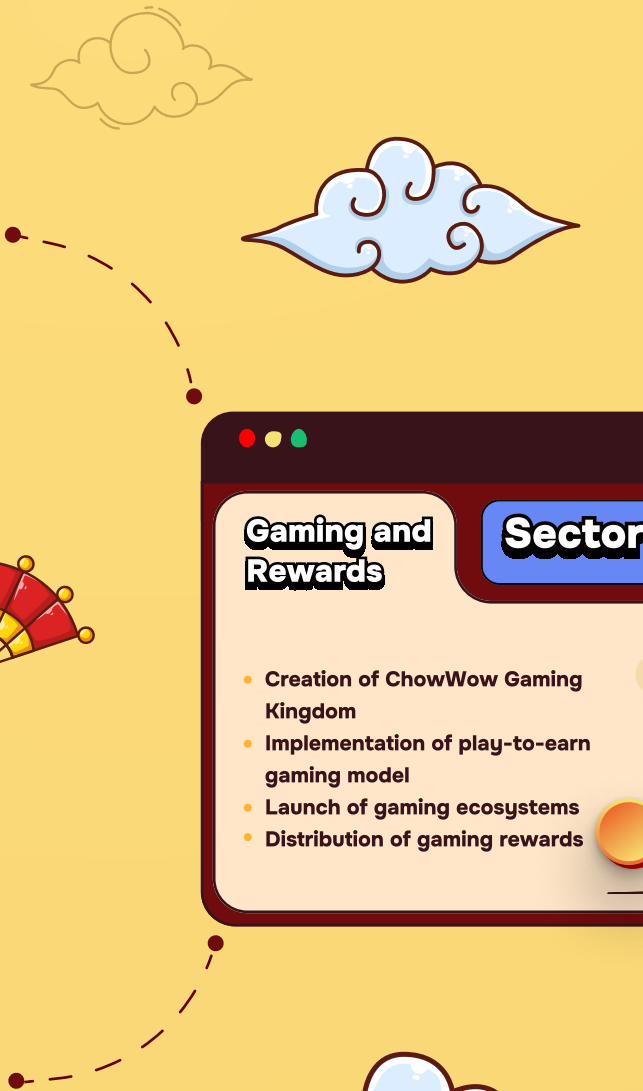 Gaming and
Rewards
Sector
Creation of ChowWow Gaming
Kingdom
Implementation of play-to-earn
gaming model
Launch of gaming ecosystems
Distribution of gaming rewards